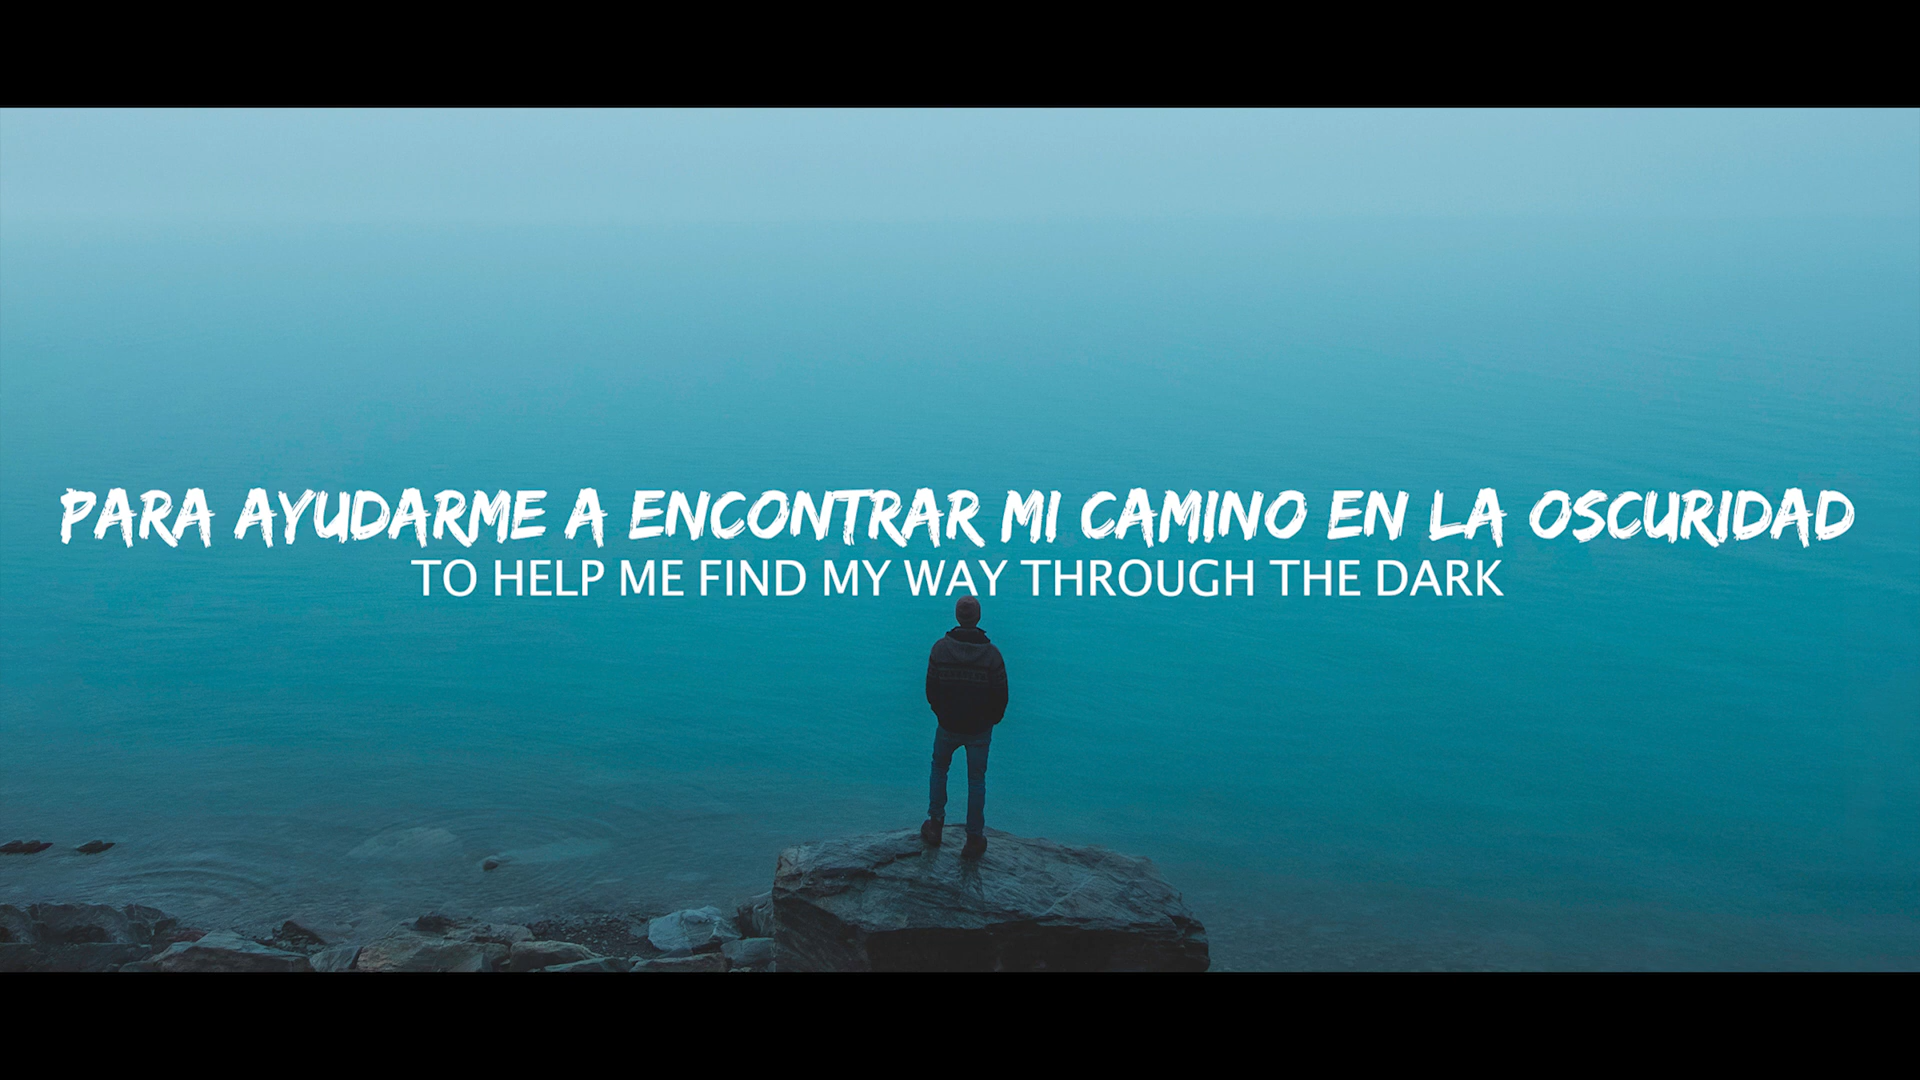 PARA AYUDARME A ENCONTRAR MI CAMINO EN LA OSCURIDAD
TO HELP ME FIND MY WAY THROUGH THE DARK